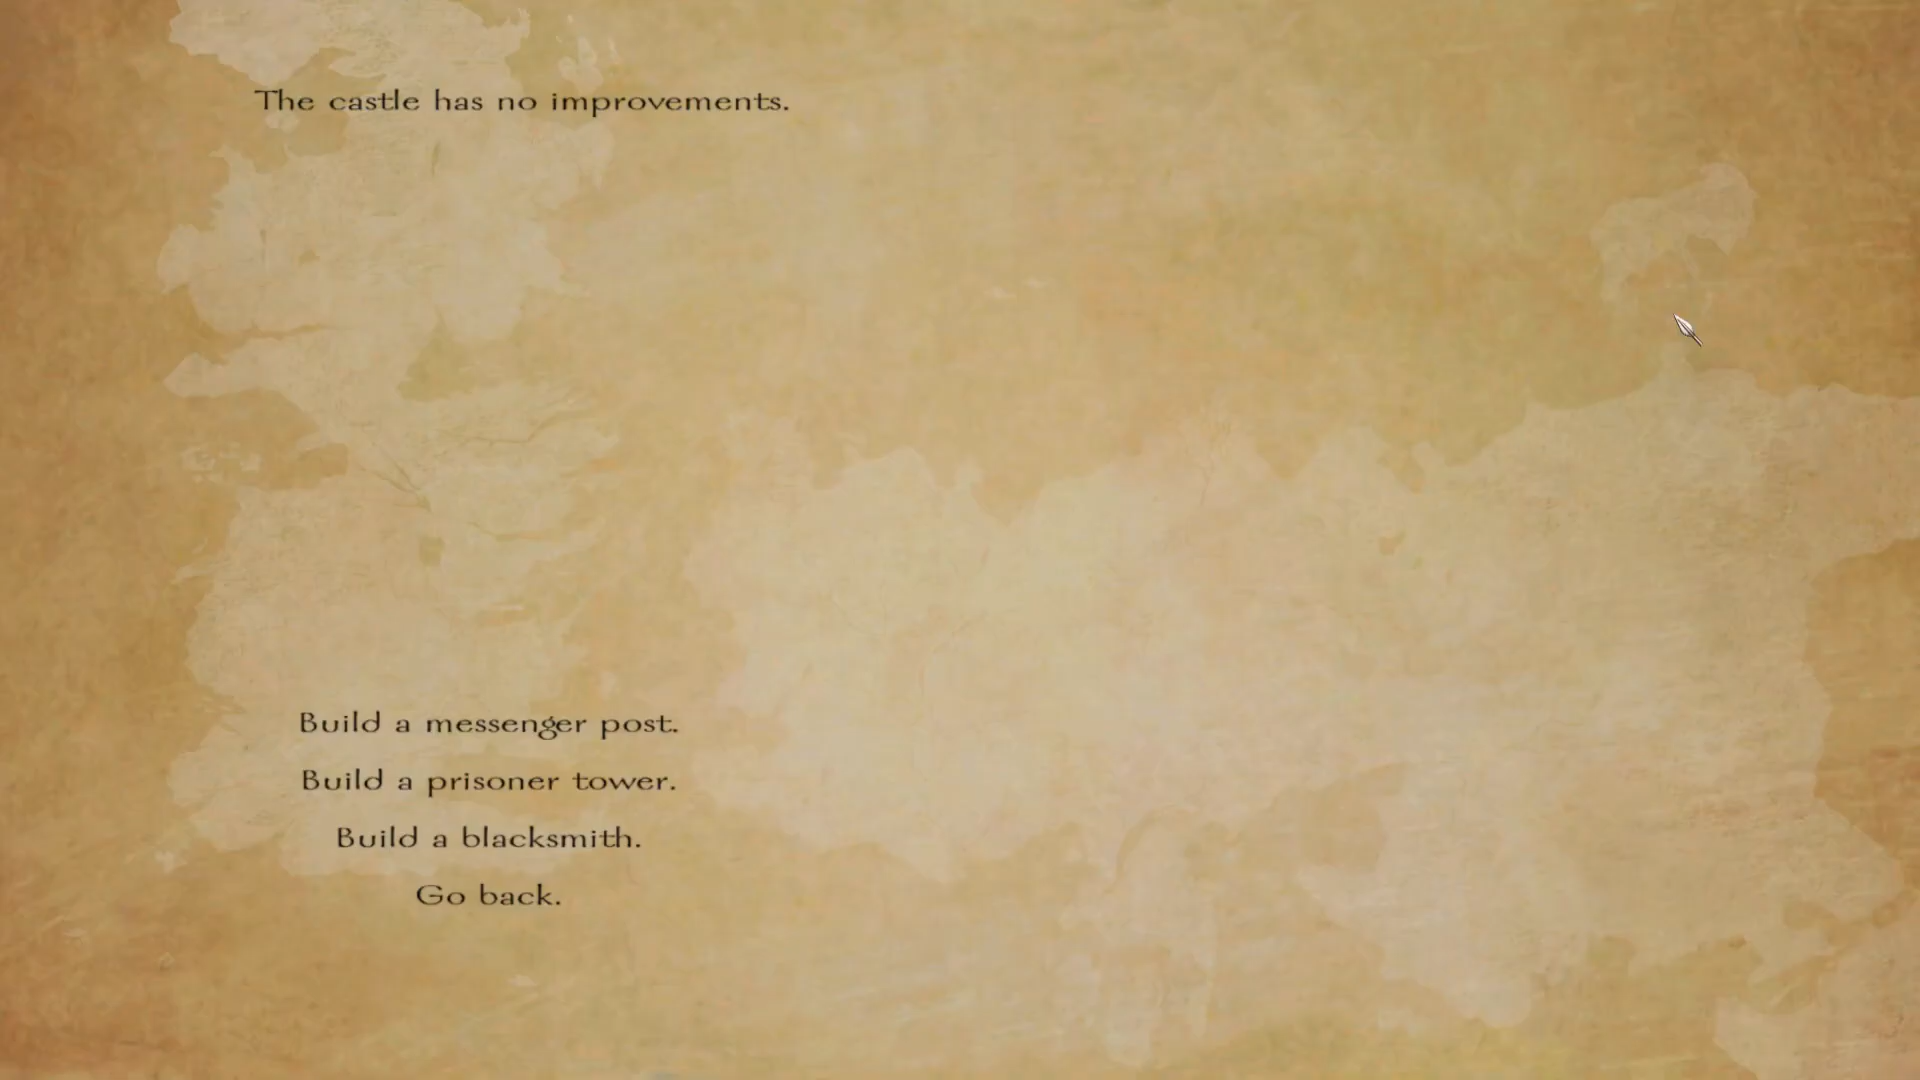 The castle has no improvements.
Build a messenger post.
Build a prisoner tower.
Build a blacksmith.
Go back.